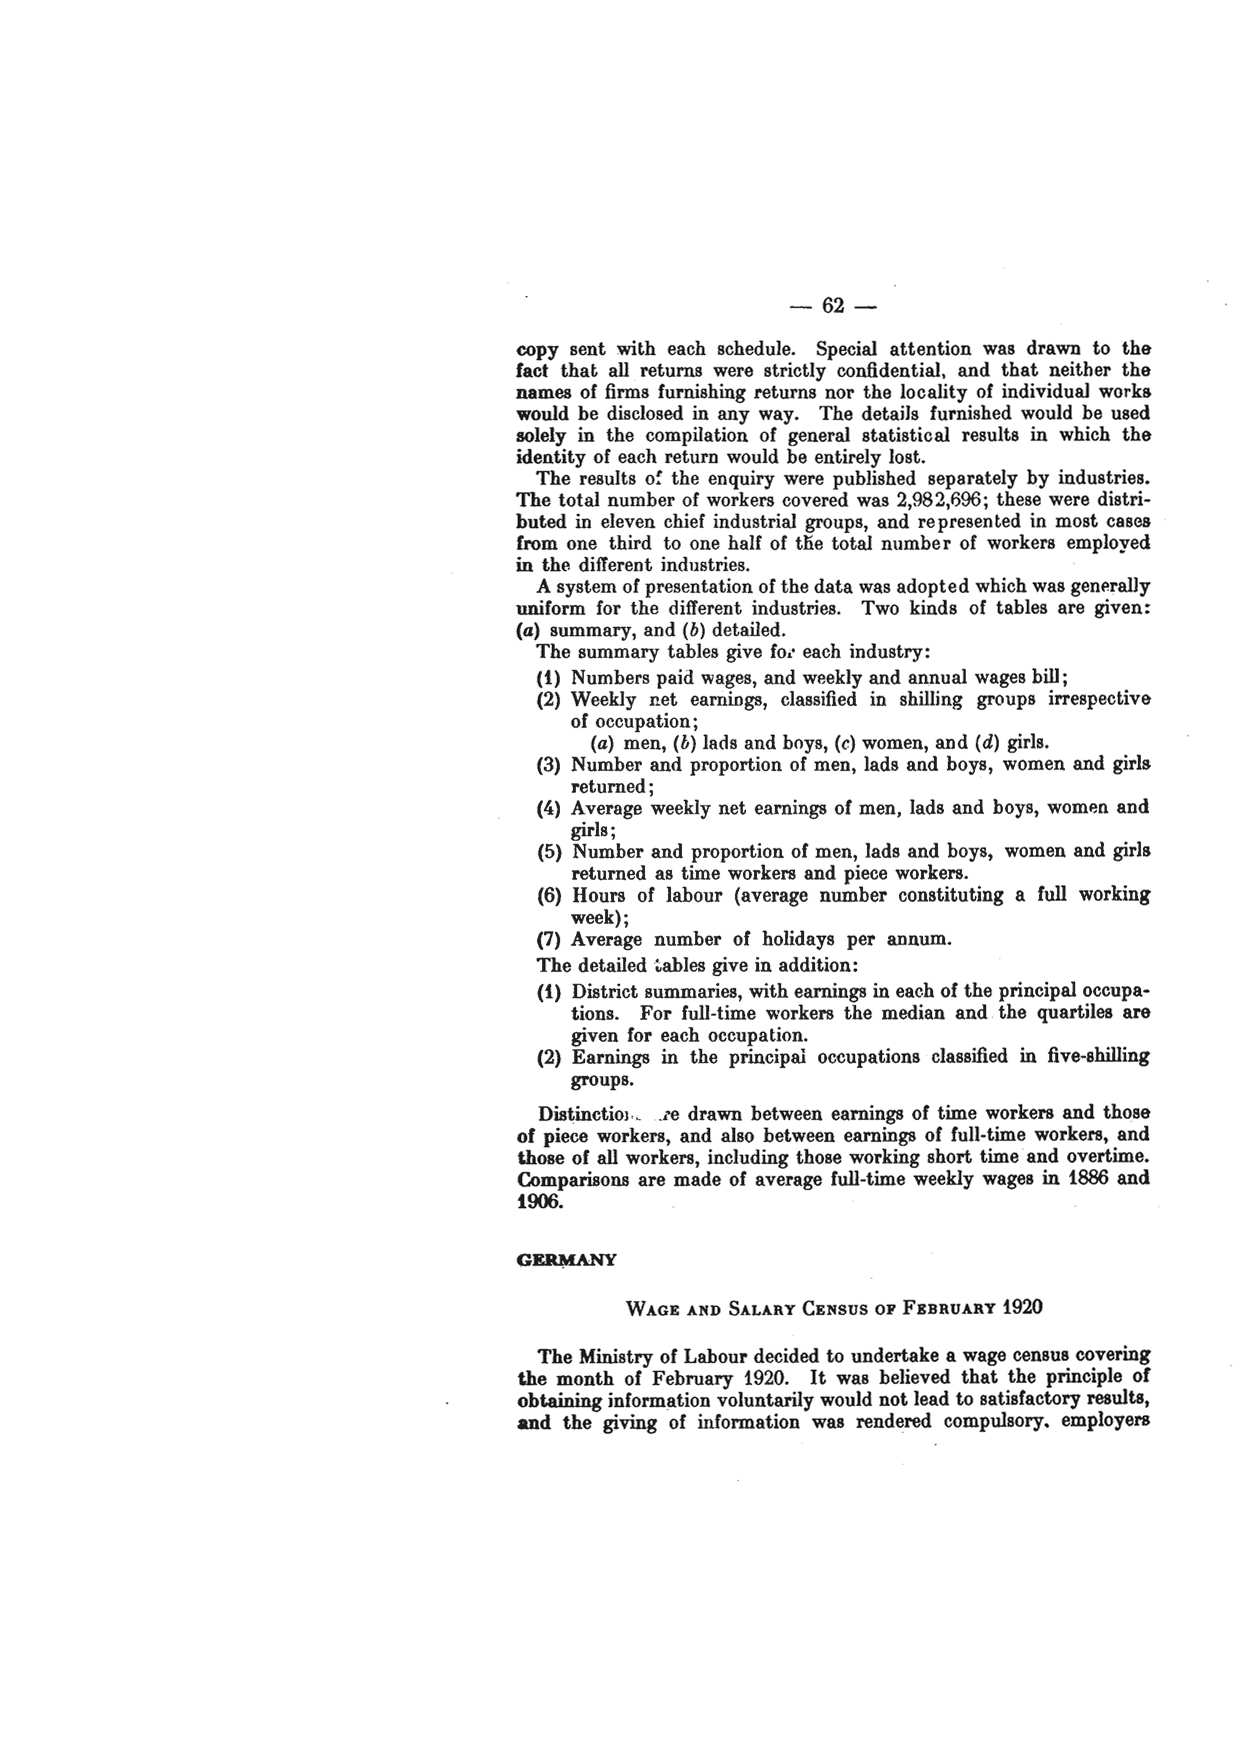 — 62 —
copy sent with each schedule. Special attention was drawn to the
fact that all returns were strictly confidential, and that neither the
names of firms furnishing returns nor the locality of individual works
would be disclosed in any way. The details furnished would be used
solely in the compilation of general statistical results in which the
identity of each return would be entirely lost.
The results of the enquiry were published separately by industries.
The total number of workers covered was 2,982,696; these were distri-
buted in eleven chief industrial groups, and represented in most cases
from one third to one half of the total number of workers employed
in the different industries.
A system of presentation of the data was adopted which was generally
uniform for the different industries. Two kinds of tables are given:
(a) summary, and (b) detailed.
The summary tables give for each industry:
(1) Numbers paid wages, and weekly and annual wages bill;
(2) Weekly net earnings, classified in shilling groups irrespective
of occupation;
(a) men, (b) lads and boys, (c) women, and (d) girls.
(3) Number and proportion of men, lads and boys, women and girls
returned;
(4) Average weekly net earnings of men, lads and boys, women and
girls;
(5) Number and proportion of men, lads and boys, women and girls
returned as time workers and piece workers.
(6) Hours of labour (average number constituting a full working
week);
(7) Average number of holidays per annum.
The detailed tables give in addition:
(1) District summaries, with earnings in each of the principal occupa-
tions. For full-time workers the median and the quartiles are
given for each occupation.
(2) Earnings in the principal occupations classified in five-shilling
groups.
drawn between earnings of time workers and those
of piece workers, and also between earnings of full-time workers, and
those of all workers, including those working short time and overtime.
Comparisons are made of average full-time weekly wages in 1886 and
1906.
GERMANY
WAGE AND SALARY CENSUS OF FEBRUARY 1920
The Ministry of Labour decided to undertake a wage census covering
the month of February 1920. It was believed that the principle of
obtaining information voluntarily would not lead to satisfactory results,
and the giving of information was rendered compulsory. employers